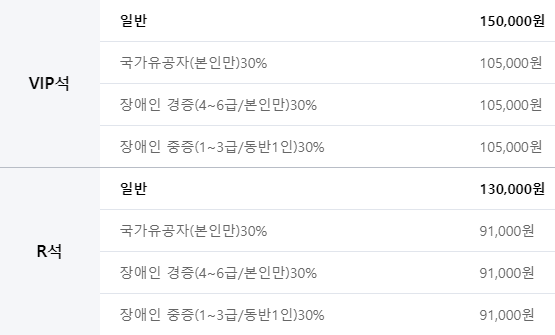 일반 150,000원
국가유공자(본인만)30% 105,000원
VIP석
장애인 경증(4~6급/본인만)30% 105,000원
장애인 중증(1~3급/동반1인)30% 105,000원
일반 130,000원
국가유공자(본인만)30% 91,000원
R석
장애인 경증(4~6급/본인만)30% 91,000원
장애인 중증(1~3급/동반1인)30% 91,000원